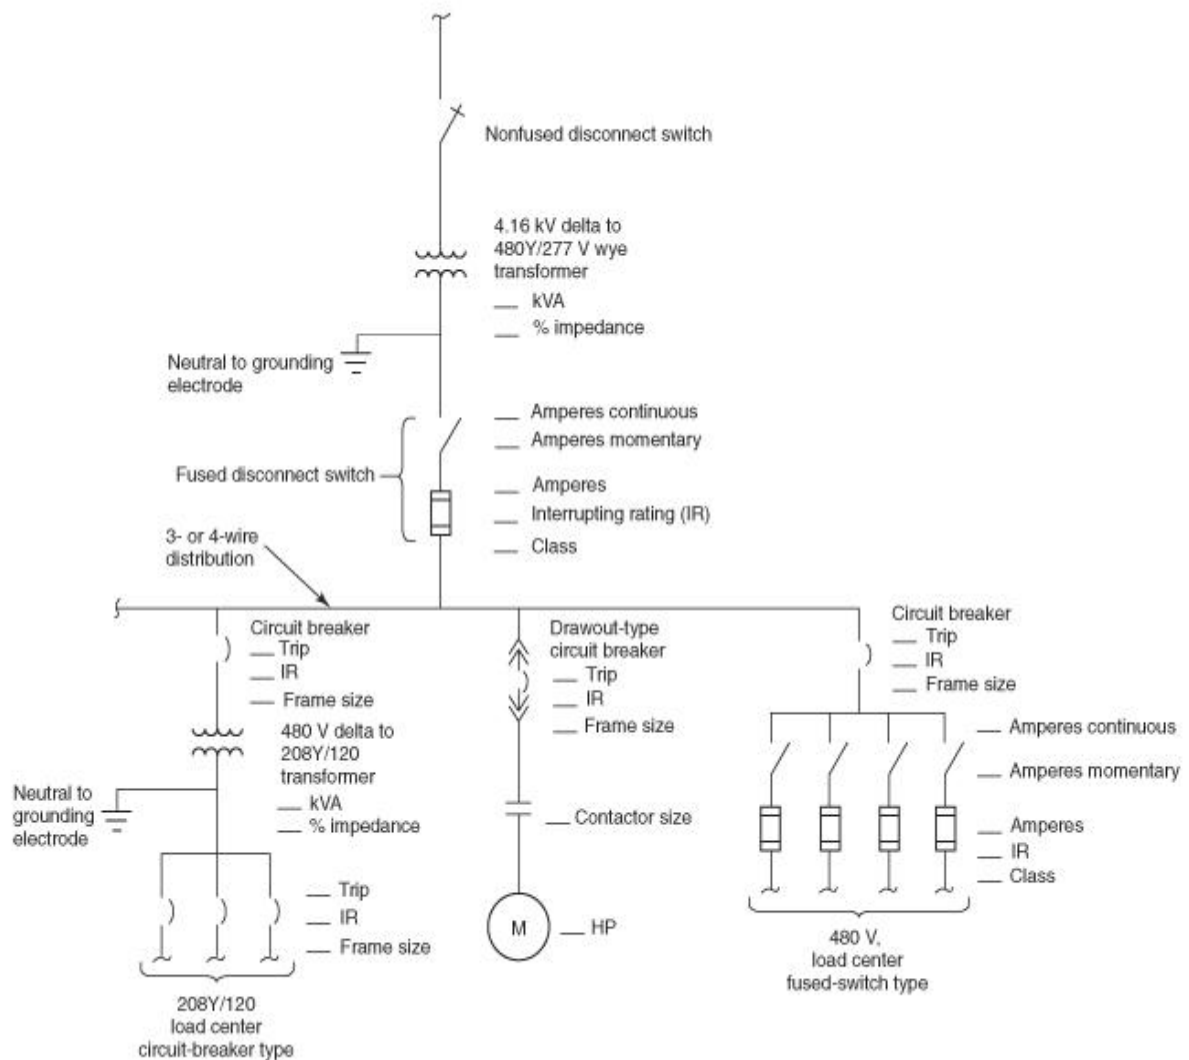 Nonfused disconnect switch
4.16 kV delta to
480Y/277 V wye
transformer
__ kVA
__ % impedance
Neutral to grounding
electrode
__ Amperes continuous
__ Amperes momentary
Fused disconnect switch
__ Amperes
__ Interrupting rating (IR)
__ Class
3- or 4-wire
distribution
Circuit breaker
__ Trip
__ IR
__ Frame size
480 V delta to
208Y/120
transformer
__ kVA
__ % impedance
Neutral to
grounding
electrode
__ Trip
__ IR
__ Frame size
208Y/120
load center
circuit-breaker type
Drawout-type
circuit breaker
__ Trip
__ IR
__ Frame size
__ Contactor size
M
__ HP
Circuit breaker
__ Trip
__ IR
__ Frame size
__ Amperes continuous
__ Amperes momentary
__ Amperes
__ IR
__ Class
480 V,
load center
fused-switch type